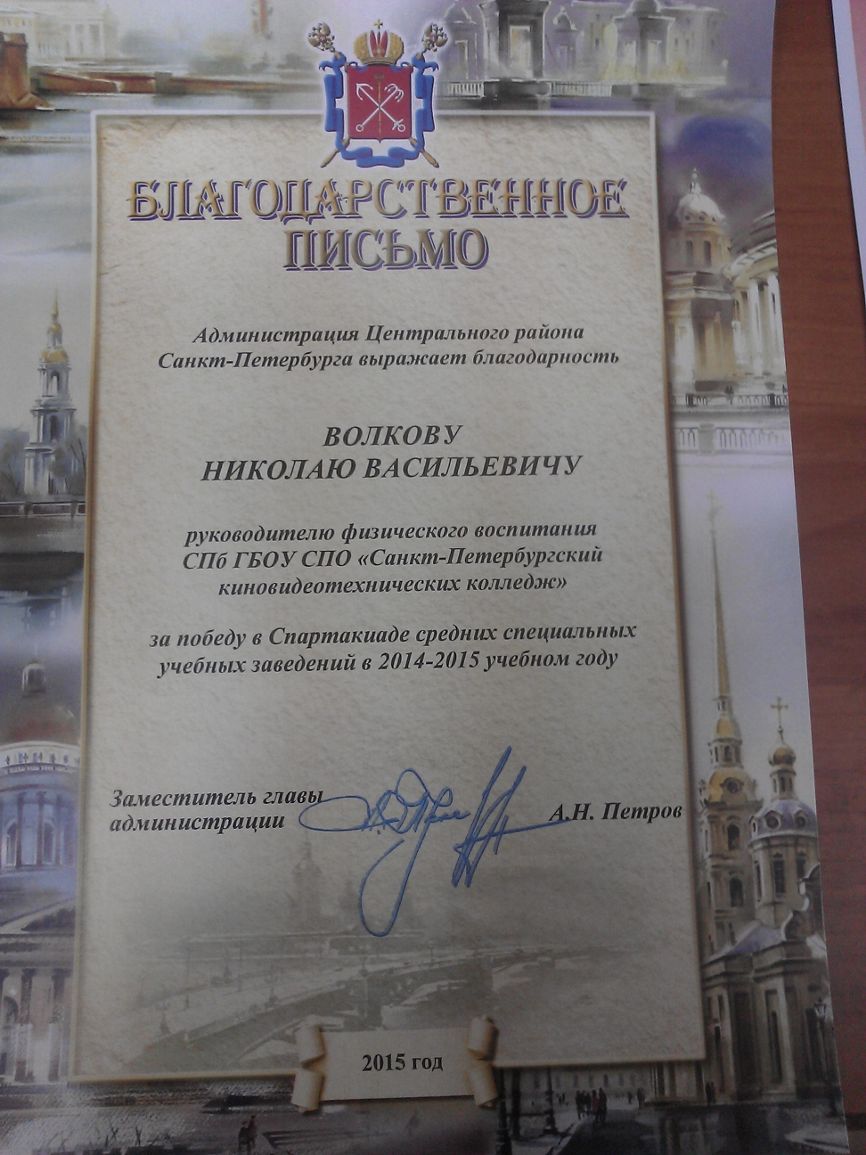 БЛАГОДАРСТВЕННОЕ
ПИСЬМО
Администрация Центрального района
Санкт-Петербурга выражает благодарность
ВОЛКОВУ
НИКОЛАЮ ВАСИЛЬЕВИЧУ
руководителю физического воспитания
СПб ГБОУ СПО «Санкт-Петербургский
киновидеотехнических колледж»
за победу в Спартакиаде средних специальных
учебных заведений в 2014-2015 учебном году
Заместитель главы
администрации
А.Н. Петров
2015 год